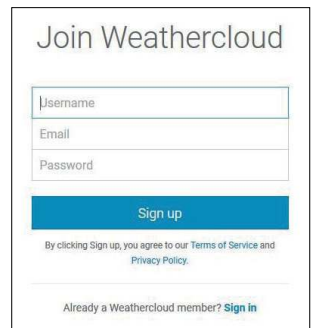 Join Weathercloud
Username
Email
Password
Sign up
By clicking Sign up, you agree to our Terms of Service and
Privacy Policy.
Already a Weathercloud member? Sign in